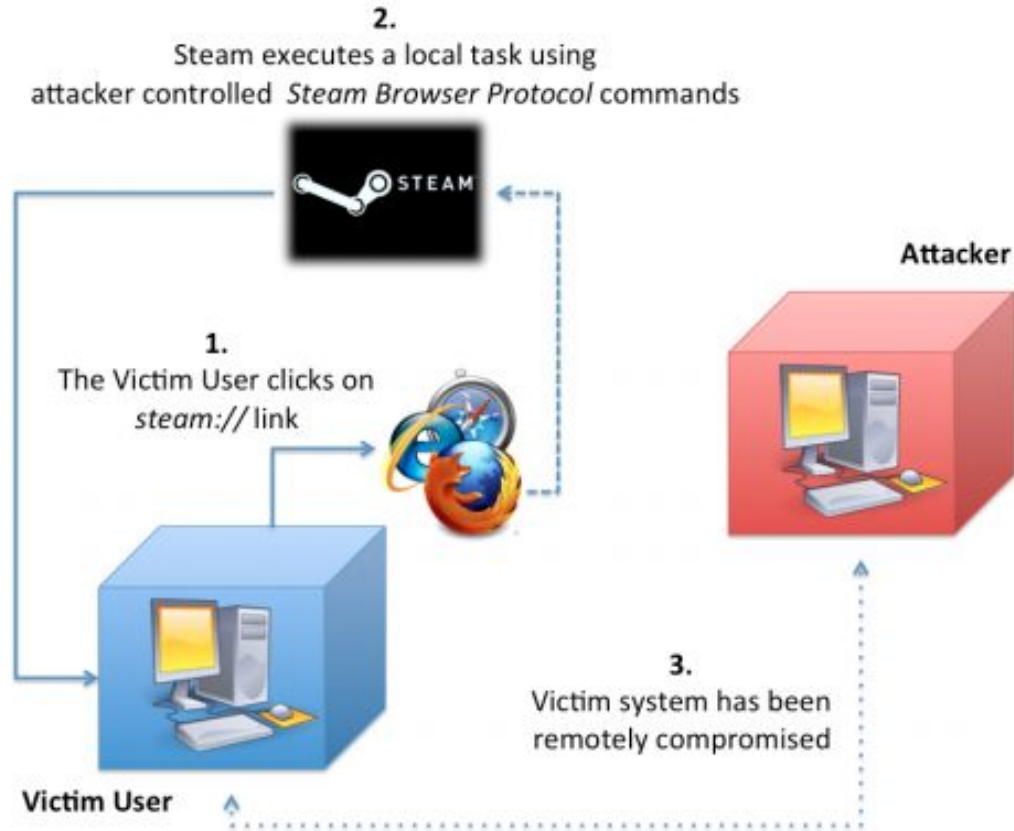 2.
Steam executes a local task using
attacker controlled Steam Browser Protocol commands
STEAM
Attacker
1.
The Victim User clicks on
steam:// link
3.
Victim system has been
remotely compromised
Victim User